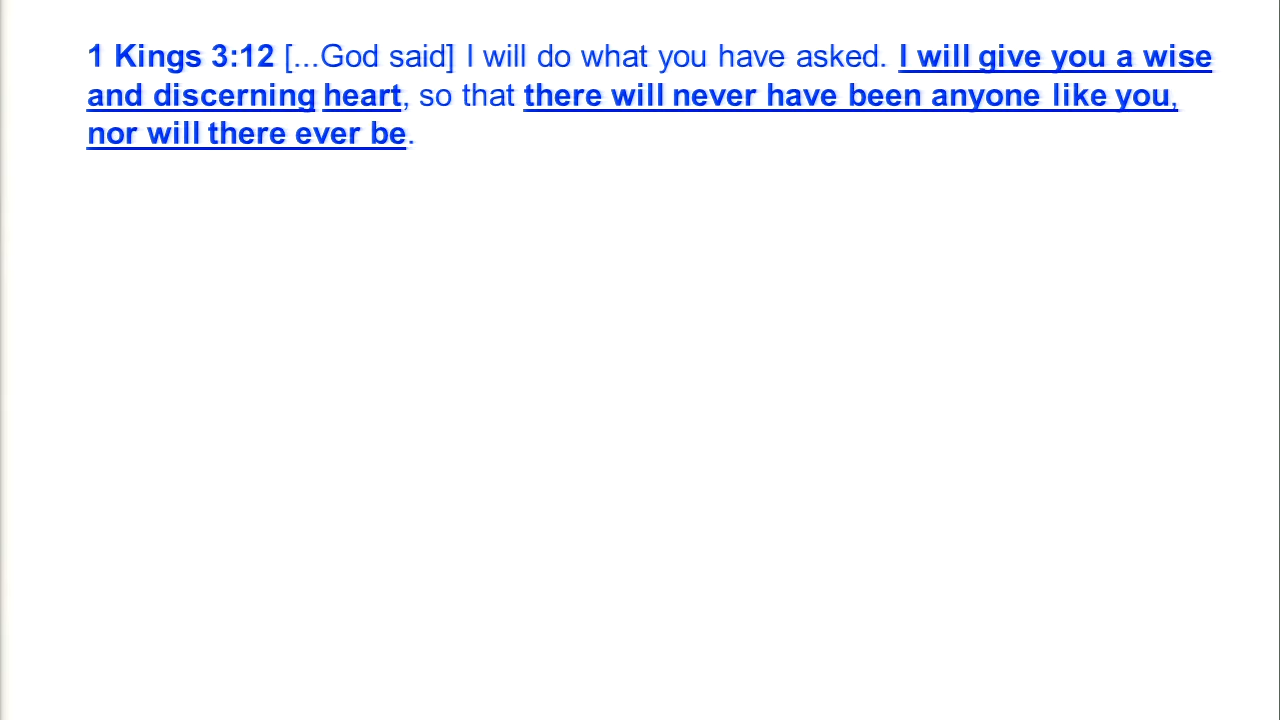 1 Kings 3:12 [...God said] I will do what you have asked. I will give you a wise
and discerning heart, so that there will never have been anyone like you,
nor will there ever be.